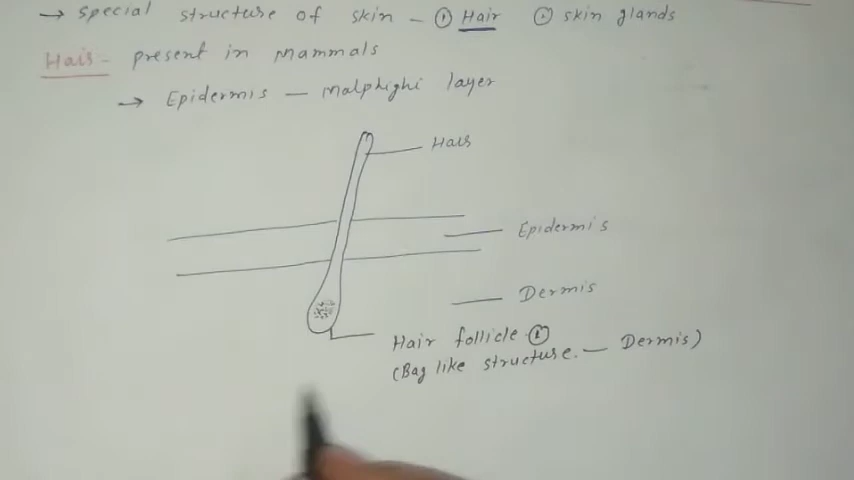 → special structure of skin - ① Hair ② skin glands
Hair - present in mammals
→ Epidermis — malphighi layer
Hair
Epidermis
Dermis
Hair follicle ①
(Bag like structure. — Dermis)